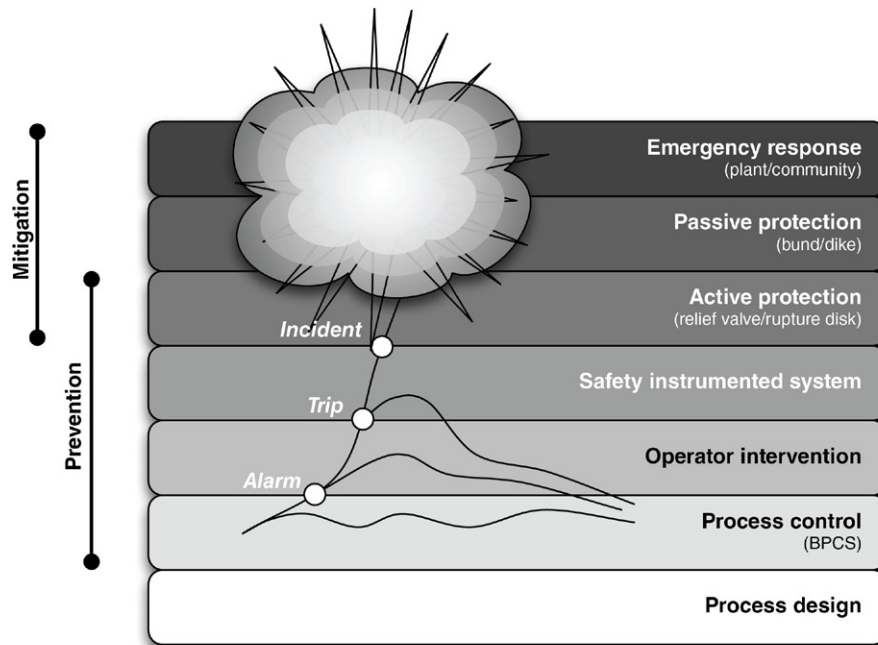 Emergency response
(plant/community)
Mitigation
Passive protection
(bund/dike)
Active protection
(relief valve/rupture disk)
Incident
Safety instrumented system
Prevention
Trip
Operator intervention
Alarm
Process control
(BPCS)
Process design